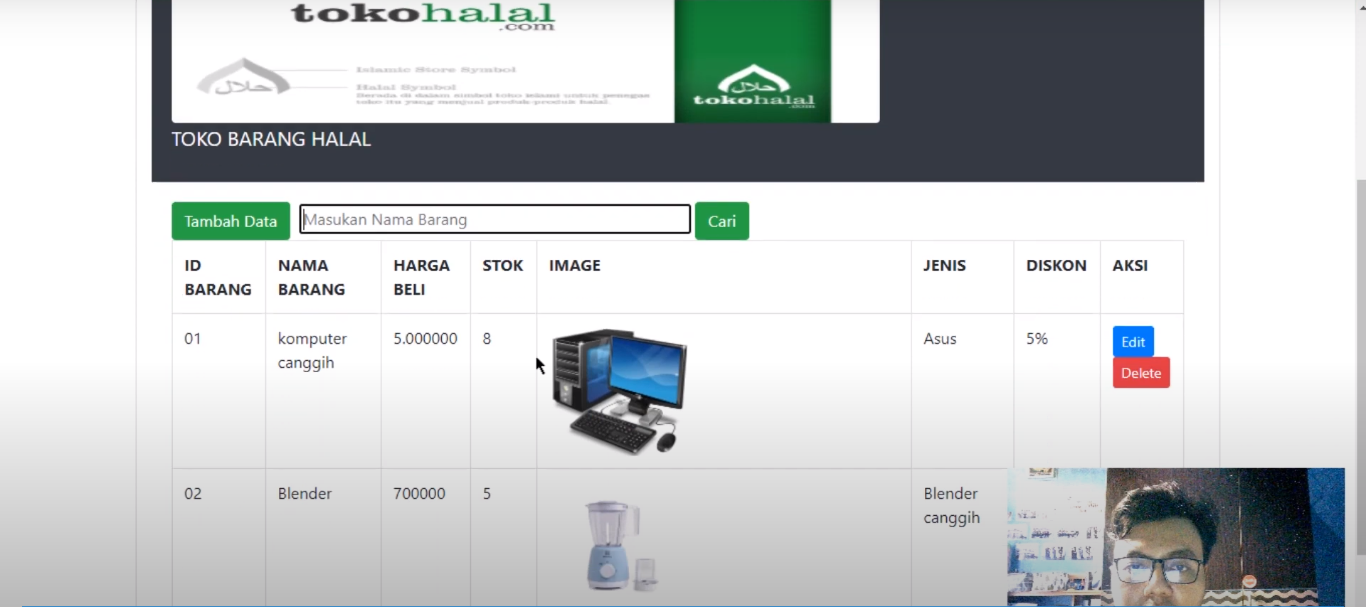 tokohalal
.com
Islamic Store Symbol
Halal Symbol
Berada di dalam simbol toko islami untuk penegas
toko itu yang menjual produk-produk halal.
حلال
حلال
tokohalal
.com
TOKO BARANG HALAL
Tambah Data
Masukan Nama Barang
Cari
ID BARANG
NAMA BARANG
HARGA BELI
STOK
IMAGE
JENIS
DISKON
AKSI
01
komputer canggih
5.000000
8
Asus
5%
Edit
Delete
02
Blender
700000
5
Blender canggih